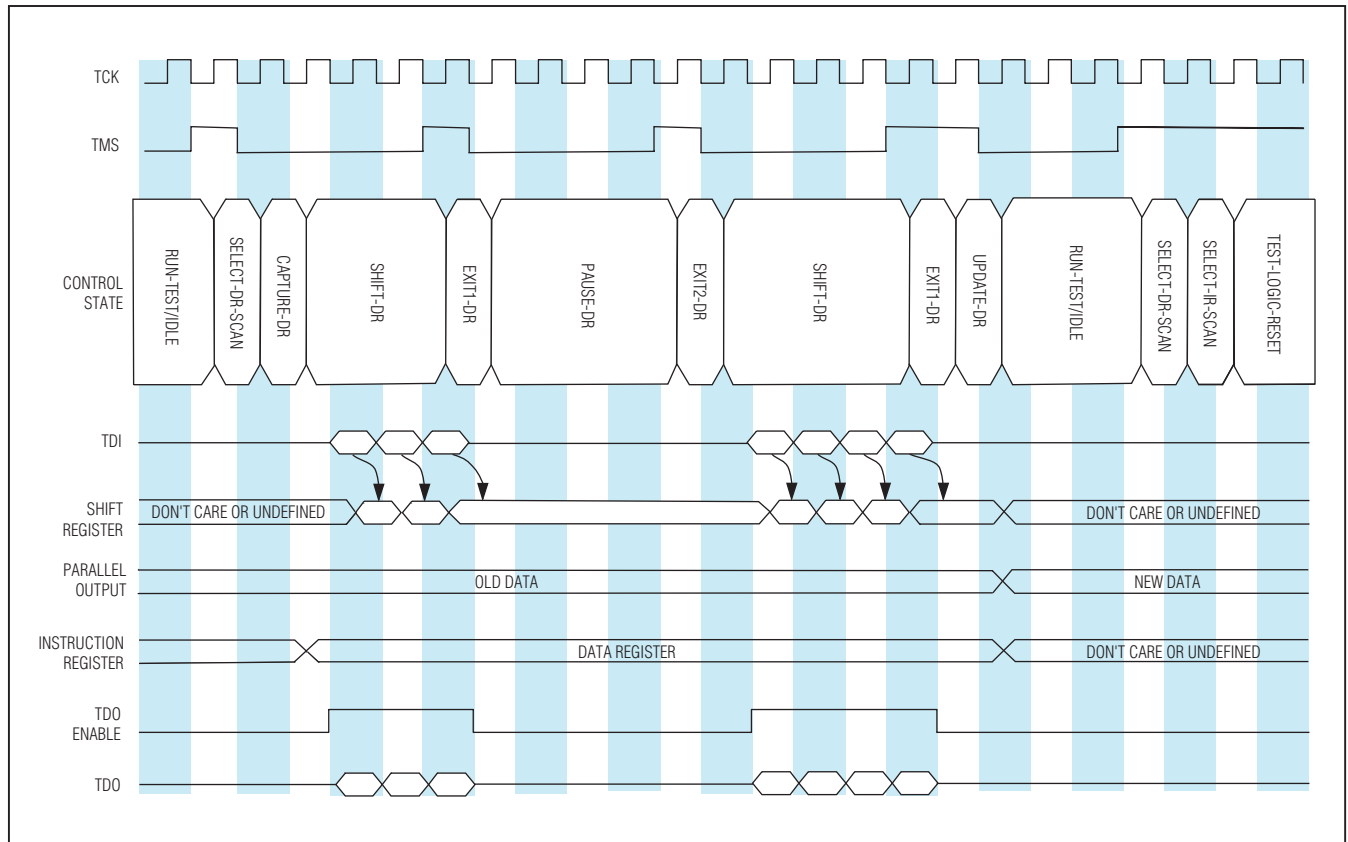 TCK
TMS
CONTROL
STATE
RUN-TEST/IDLE
SELECT-DR-SCAN
CAPTURE-DR
SHIFT-DR
EXIT1-DR
PAUSE-DR
EXIT2-DR
SHIFT-DR
EXIT1-DR
UPDATE-DR
RUN-TEST/IDLE
SELECT-DR-SCAN
SELECT-IR-SCAN
TEST-LOGIC-RESET
TDI
SHIFT
REGISTER
DON'T CARE OR UNDEFINED
DON'T CARE OR UNDEFINED
PARALLEL
OUTPUT
OLD DATA
NEW DATA
INSTRUCTION
REGISTER
DATA REGISTER
DON'T CARE OR UNDEFINED
TDO
ENABLE
TDO